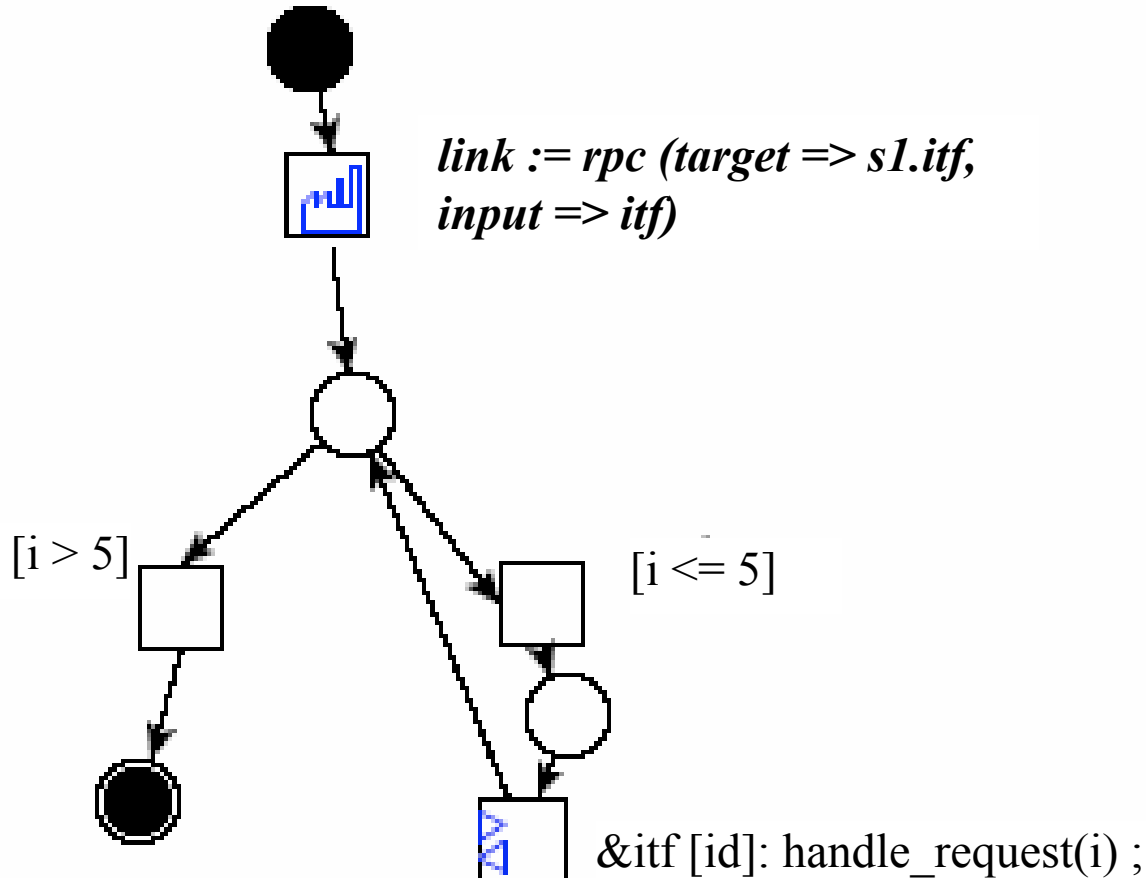 link := rpc (target => s1.itf,
input => itf)
[i > 5]
[i <= 5]
&itf [id]: handle_request(i) ;